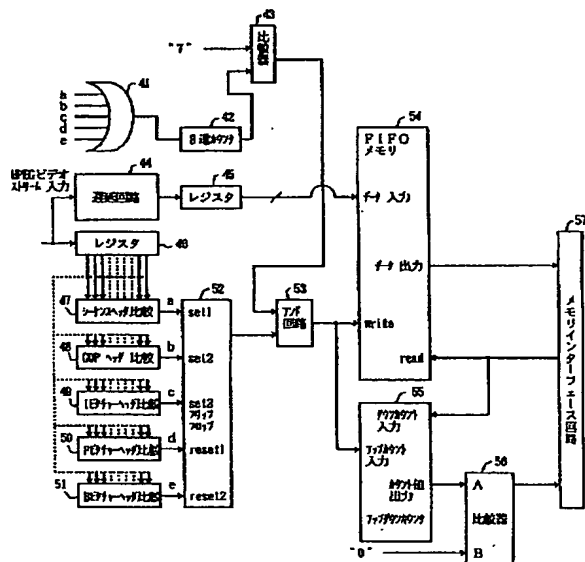 43
"7"
比較器
41
a
b
c
d
e
42
8 進カウンタ
54
FIFO
メモリ
MPEGビデオ
ストリーム 入力
44
遅延回路
45
レジスタ
データ 入力
57
46
レジスタ
データ 出力
メモリインターフェース回路
47
シーケンスヘッダ比較
a
52
set1
53
アンド
回路
write
48
GOP ヘッダ 比較
b
set2
read
49
Iピクチャーヘッダ比較
c
set3
フリップ
フロップ
55
ダウンカウント
入力
50
Pピクチャーヘッダ比較
d
reset1
アップカウント
入力
56
51
Bピクチャーヘッダ比較
e
reset2
カウント値
出力
A
アップダウンカウンタ
比較器
"0"
B